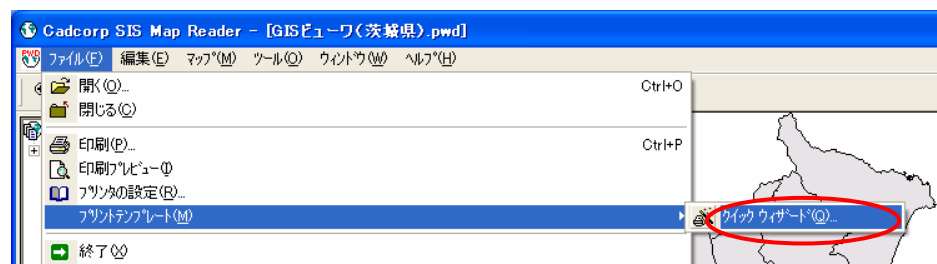 Cadcorp SIS Map Reader - [GISビューワ(茨城県).pwd]
ファイル(F) 編集(E) マップ(M) ツール(O) ウィンドウ(W) ヘルプ(H)
開く(O)... Ctrl+O
閉じる(C)
印刷(P)... Ctrl+P
印刷プレビュー(I)
プリンタの設定(R)...
プリントテンプレート(M)
クイック ウィザード(Q)...
終了(X)